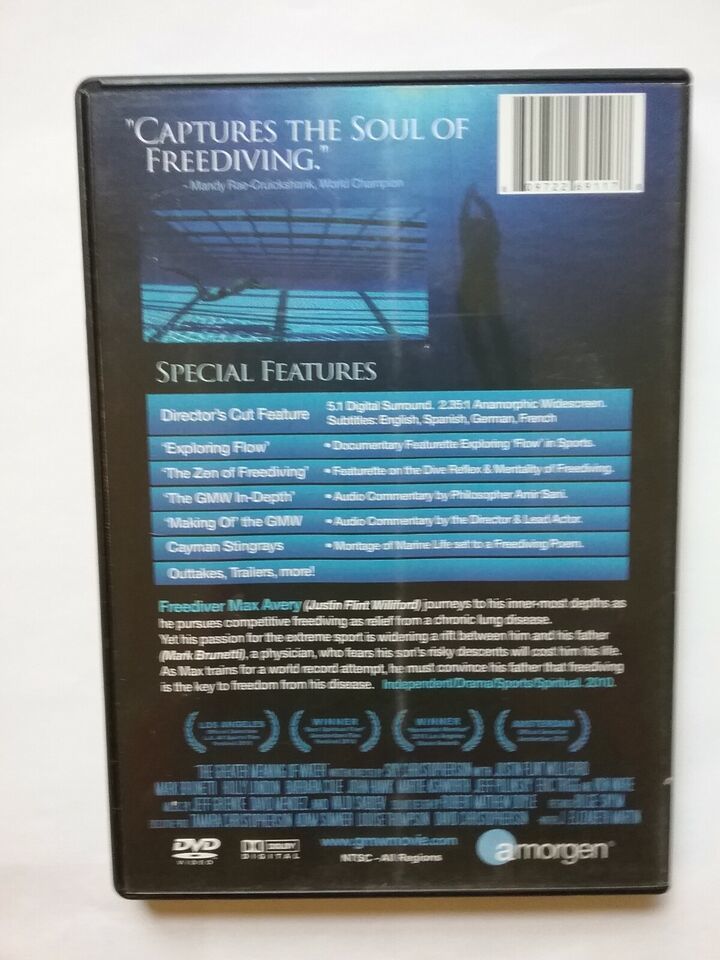 "CAPTURES THE SOUL OF
FREEDIVING."
- Mandy Rae-Cruickshank, World Champion
8 09722 69117 8
SPECIAL FEATURES
Director's Cut Feature 5.1 Digital Surround. 2.35:1 Anamorphic Widescreen.
Subtitles: English, Spanish, German, French
'Exploring Flow' • Documentary Featurette Exploring 'Flow' in Sports.
'The Zen of Freediving' • Featurette on the Dive Reflex & Mentality of Freediving.
'The GMW In-Depth' • Audio Commentary by Philosopher Amir Sani.
'Making Of' the GMW • Audio Commentary by the Director & Lead Actor.
Cayman Stingrays • Montage of Marine Life set to a Freediving Poem.
Outtakes, Trailers, more!
Freediver Max Avery (Justin Flint Williford) journeys to his inner-most depths as
he pursues competitive freediving as relief from a chronic lung disease.
Yet his passion for the extreme sport is widening a rift between him and his father
(Mark Brunetti), a physician, who fears his son's risky descents will cost him his life.
As Max trains for a world record attempt, he must convince his father that freediving
is the key to freedom from his disease. Independent/Drama/Sports/Spiritual. 2010.
LOS ANGELES
WINNER
WINNER
AMSTERDAM
THE GREATER MEANING OF WATER
DVD
VIDEO
DOLBY
DIGITAL
www.gmwmovie.com
NTSC - All Regions
amorgen